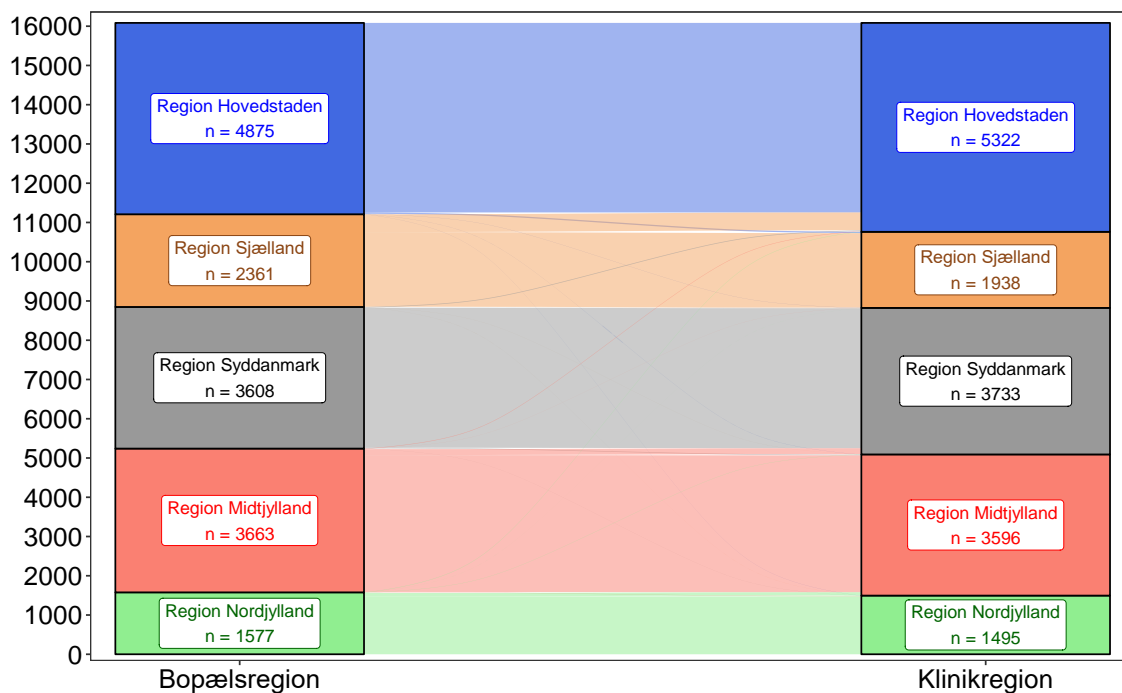 16000
15000
14000
13000
12000
11000
10000
9000
8000
7000
6000
5000
4000
3000
2000
1000
0
Region Hovedstaden
n = 4875
Region Sjælland
n = 2361
Region Syddanmark
n = 3608
Region Midtjylland
n = 3663
Region Nordjylland
n = 1577
Region Hovedstaden
n = 5322
Region Sjælland
n = 1938
Region Syddanmark
n = 3733
Region Midtjylland
n = 3596
Region Nordjylland
n = 1495
Bopælsregion
Klinikregion